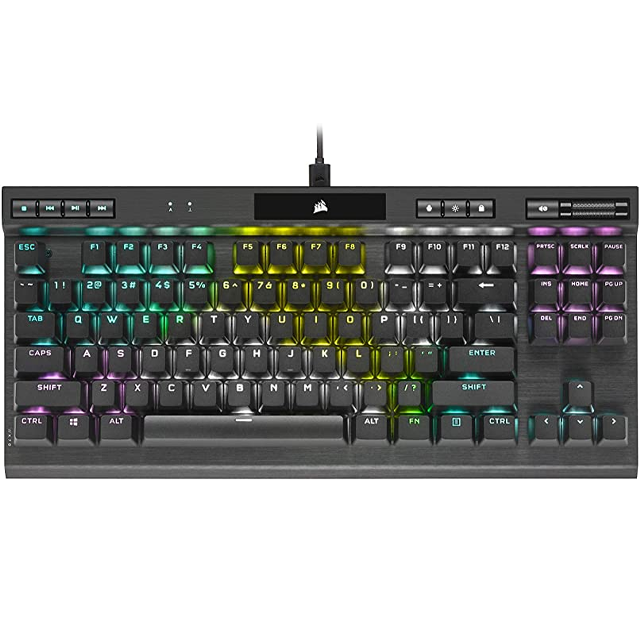 ESC F1 F2 F3 F4 F5 F6 F7 F8 F9 F10 F11 F12 PRTSC SCRLK PAUSE
~ ` 1 ! 2 @ 3 # 4 $ 5 % 6 ^ 7 & 8 * 9 ( 0 ) - _ = + INS HOME PG UP
TAB Q W E R T Y U I O P [ { ] } \ | DEL END PG DN
CAPS A S D F G H J K L ; : ' " ENTER
SHIFT Z X C V B N M , < . > / ? SHIFT
CTRL ALT ALT FN CTRL